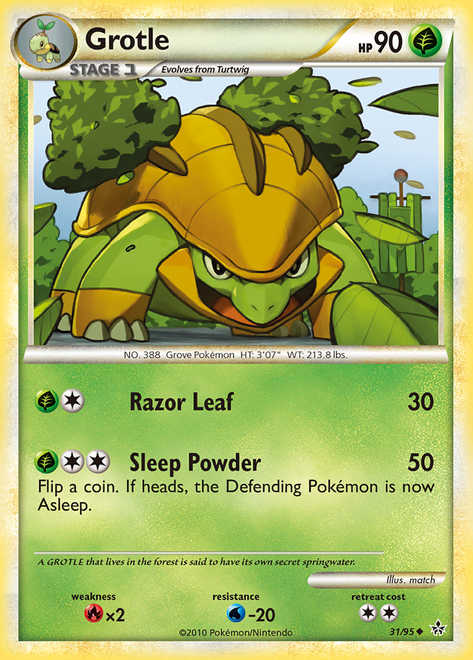 Grotle
HP 90
STAGE 1
Evolves from Turtwig
NO. 388 Grove Pokémon HT: 3'07" WT: 213.8 lbs.
Razor Leaf 30
Sleep Powder 50
Flip a coin. If heads, the Defending Pokémon is now
Asleep.
A GROTLE that lives in the forest is said to have its own secret springwater.
Illus. match
weakness resistance retreat cost
×2 -20
©2010 Pokémon/Nintendo
31/95